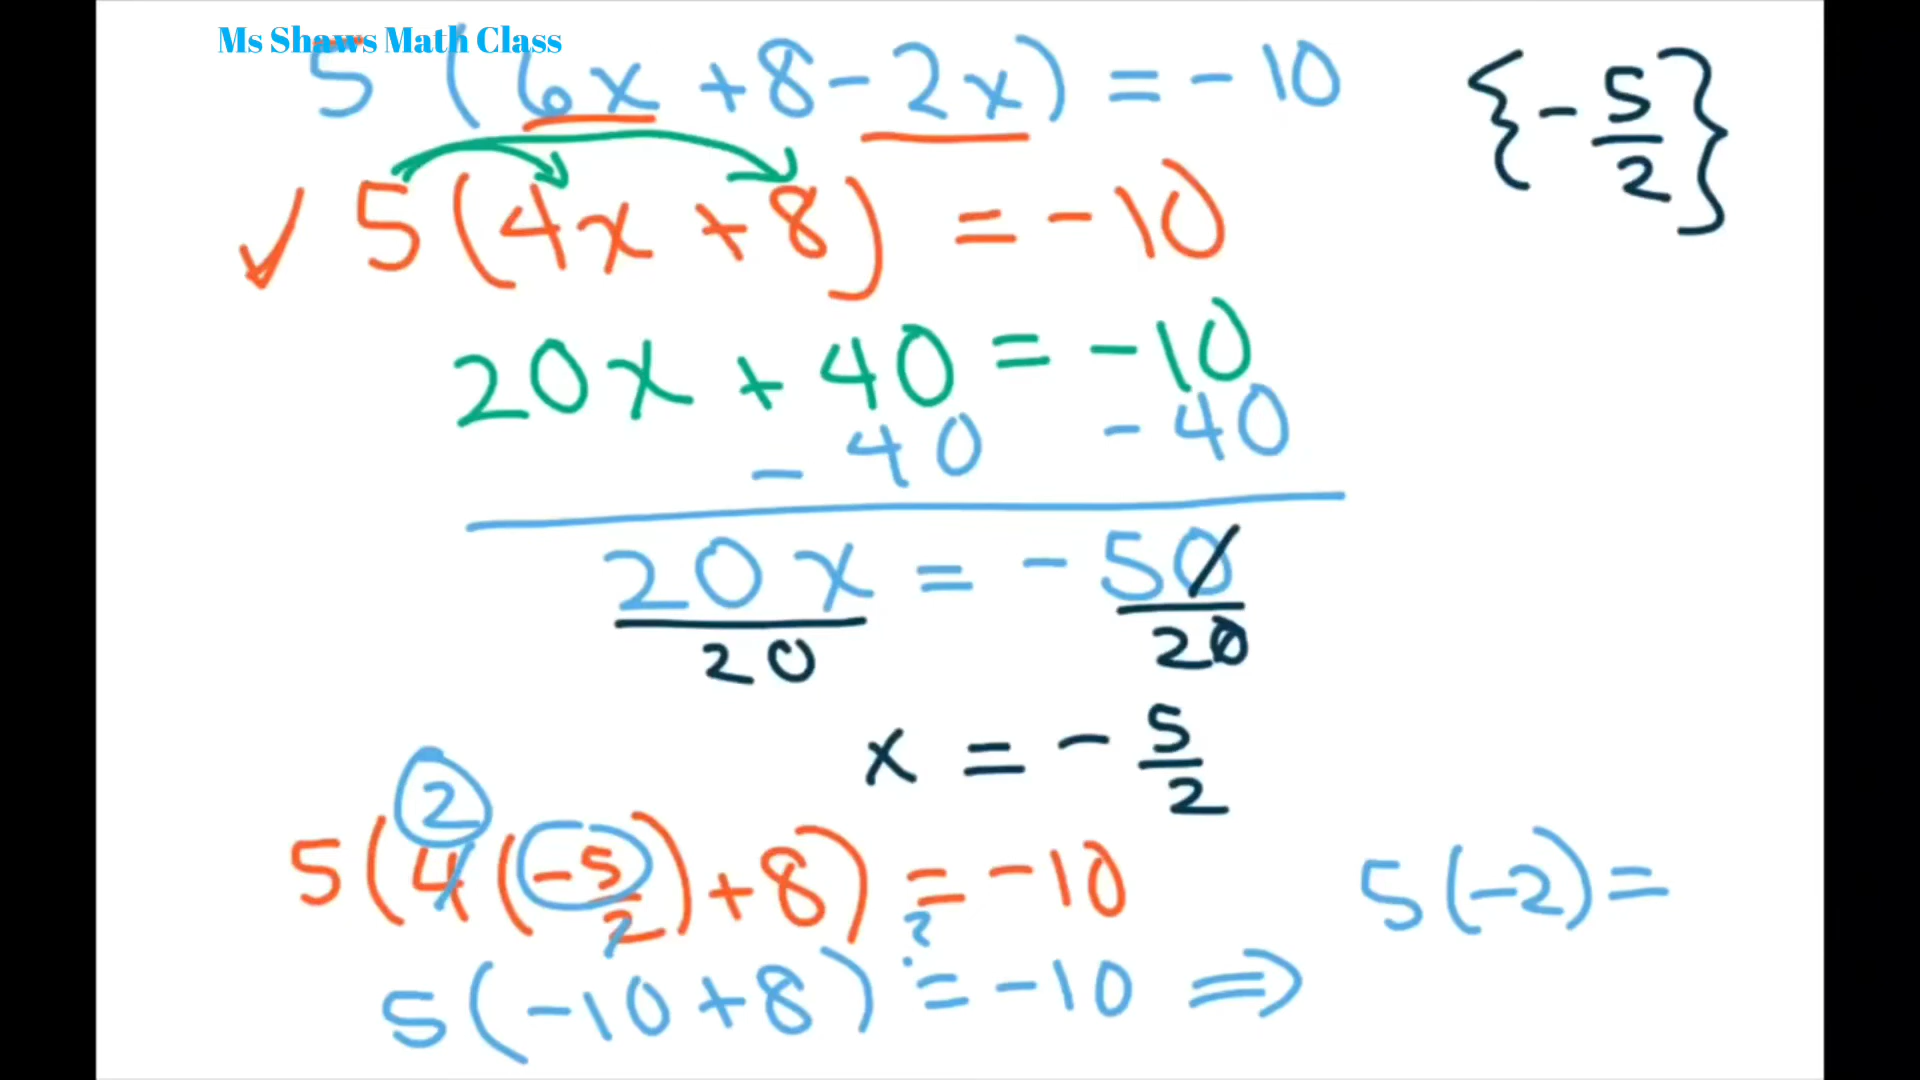 Ms Shaws Math Class
5(6x + 8 - 2x) = -10
{-5/2}
✓ 5(4x + 8) = -10
20x + 40 = -10
- 40 - 40
20x = -50
20 20
x = -5/2
2
5(4(-5/2) + 8) = -10
?
5(-10 + 8) = -10 ⇒
5(-2) =